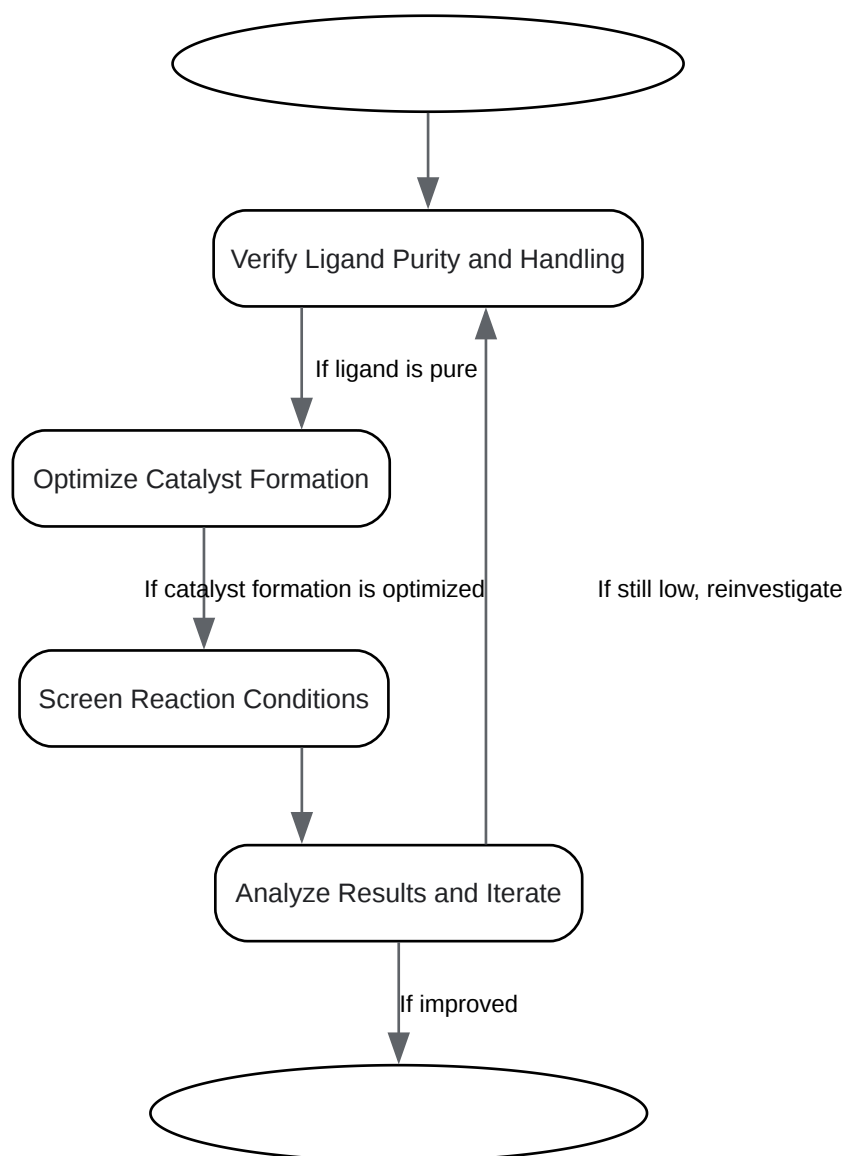 Verify Ligand Purity and Handling
If ligand is pure
Optimize Catalyst Formation
If catalyst formation is optimized
If still low, reinvestigate
Screen Reaction Conditions
Analyze Results and Iterate
If improved